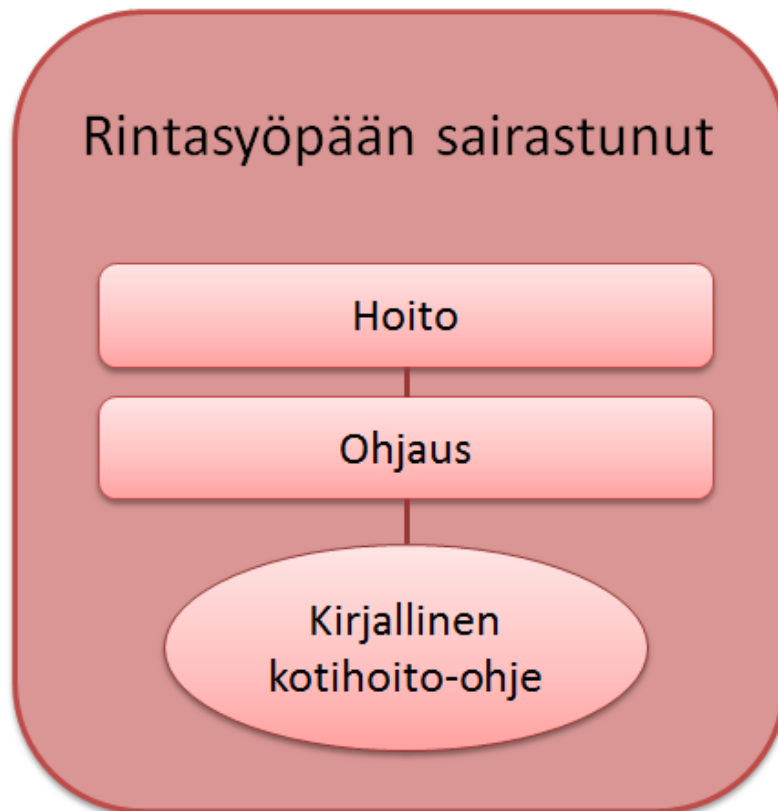 Rintasyöpään sairastunut
Hoito
Ohjaus
Kirjallinen
kotihoito-ohje